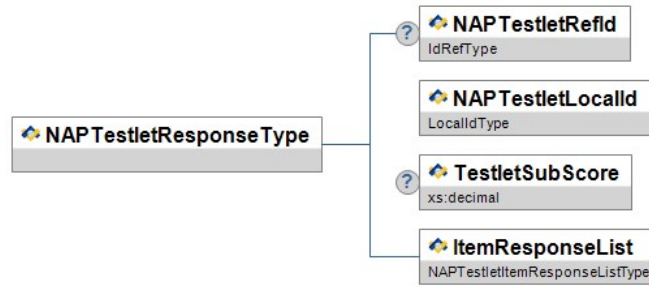 NAPTestletRefId
?
IdRefType
NAPTestletLocalId
LocalIdType
NAPTestletResponseType
TestletSubScore
?
xs:decimal
ItemResponseList
NAPTestletItemResponseListType